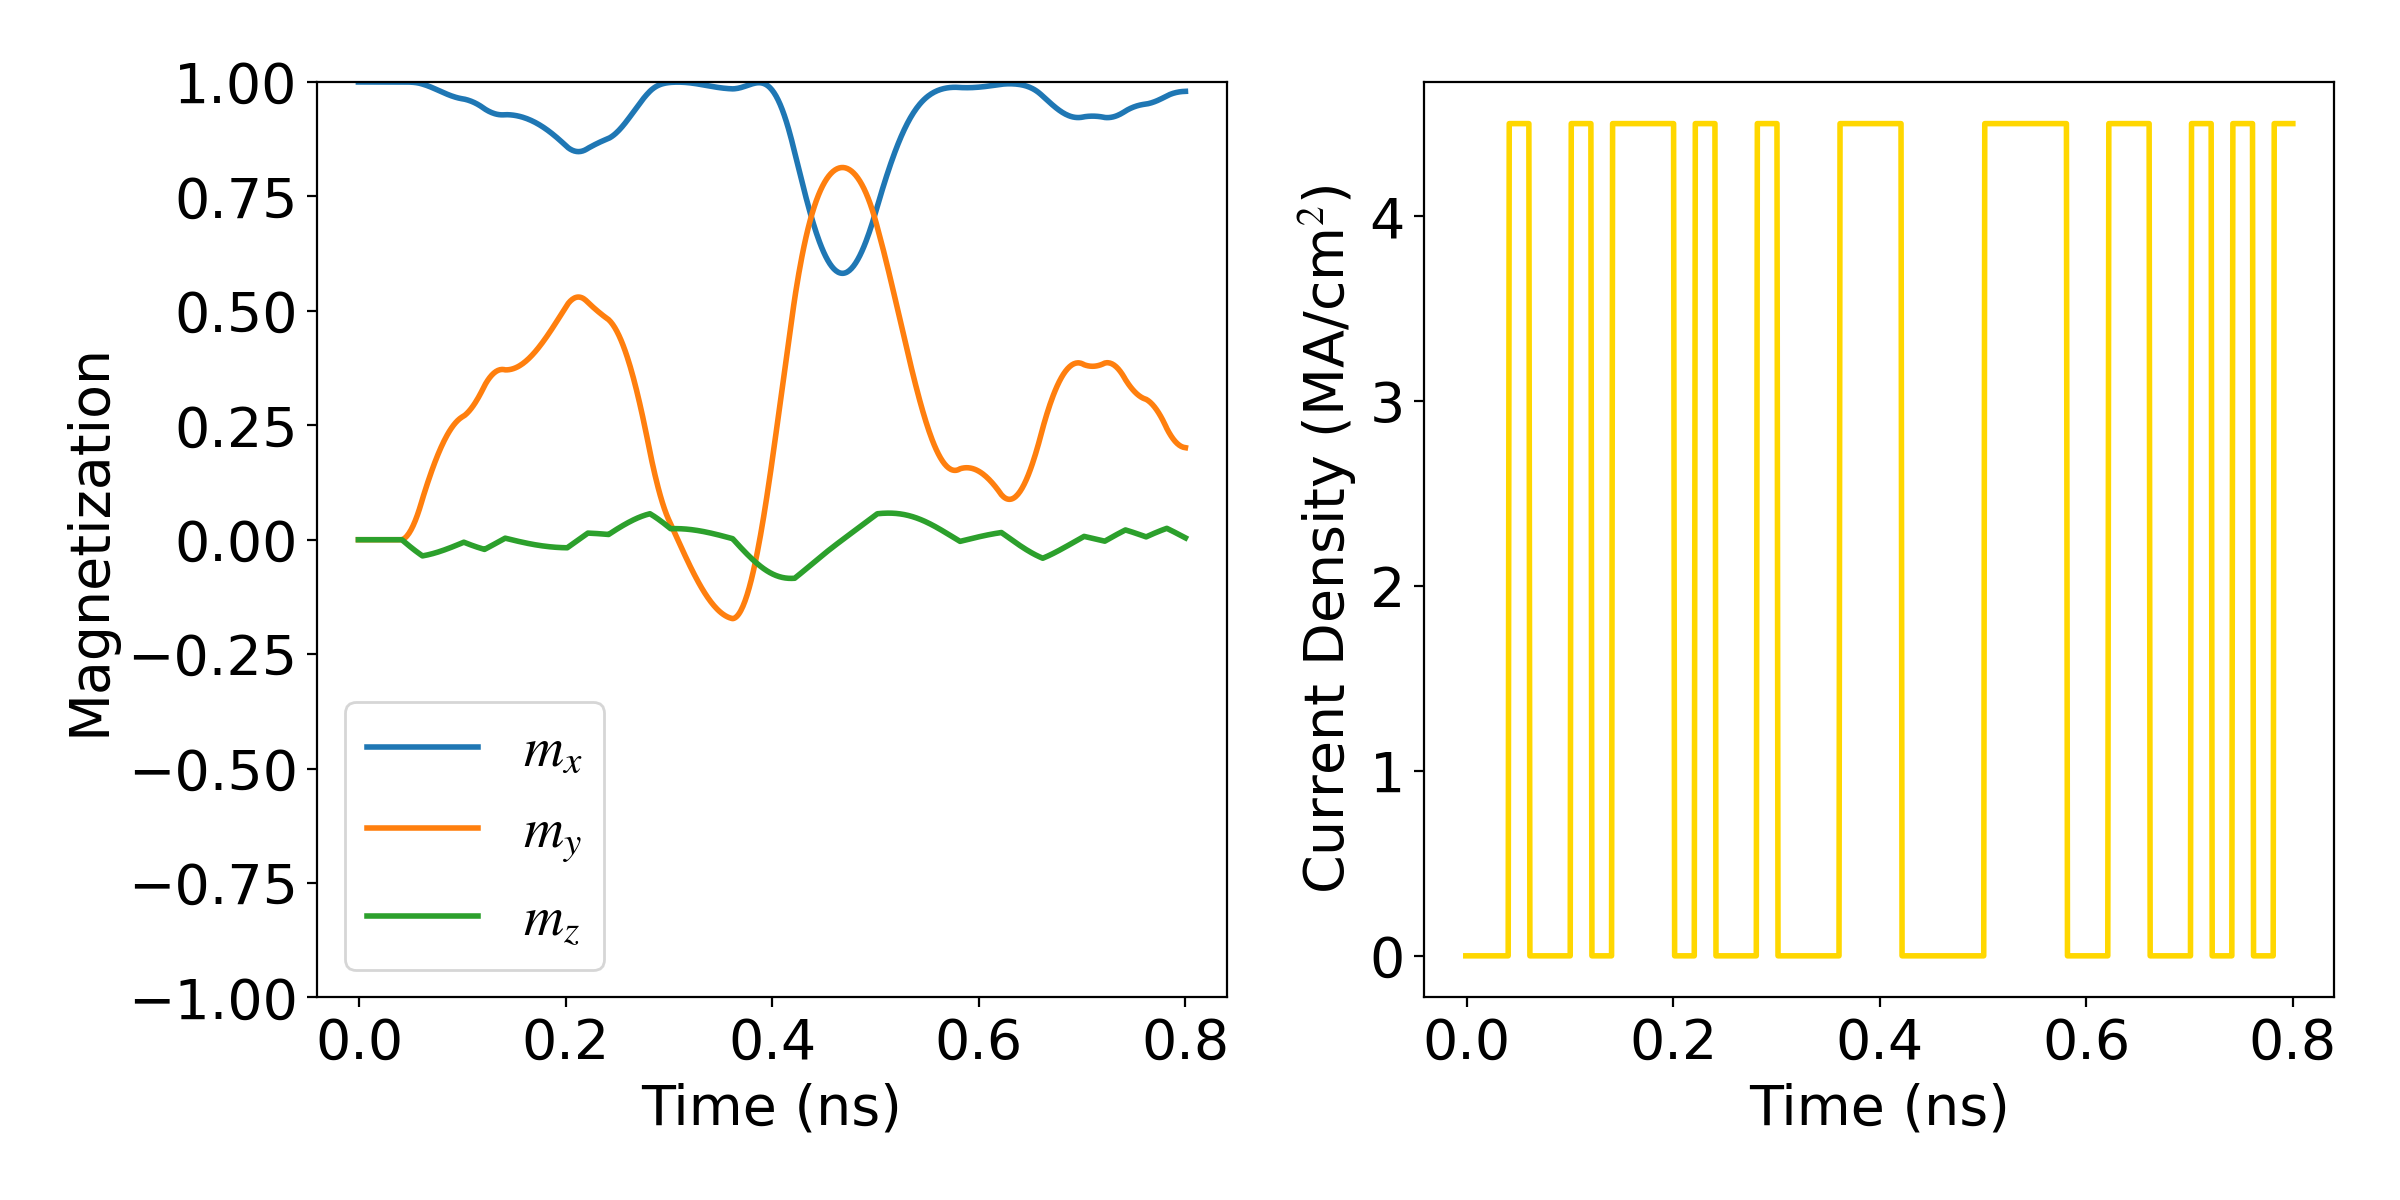 Magnetization
1.00
0.75
0.50
0.25
0.00
−0.25
−0.50
−0.75
−1.00
m_x
m_y
m_z
0.0 0.2 0.4 0.6 0.8
Time (ns)
Current Density (MA/cm²)
4
3
2
1
0
0.0 0.2 0.4 0.6 0.8
Time (ns)